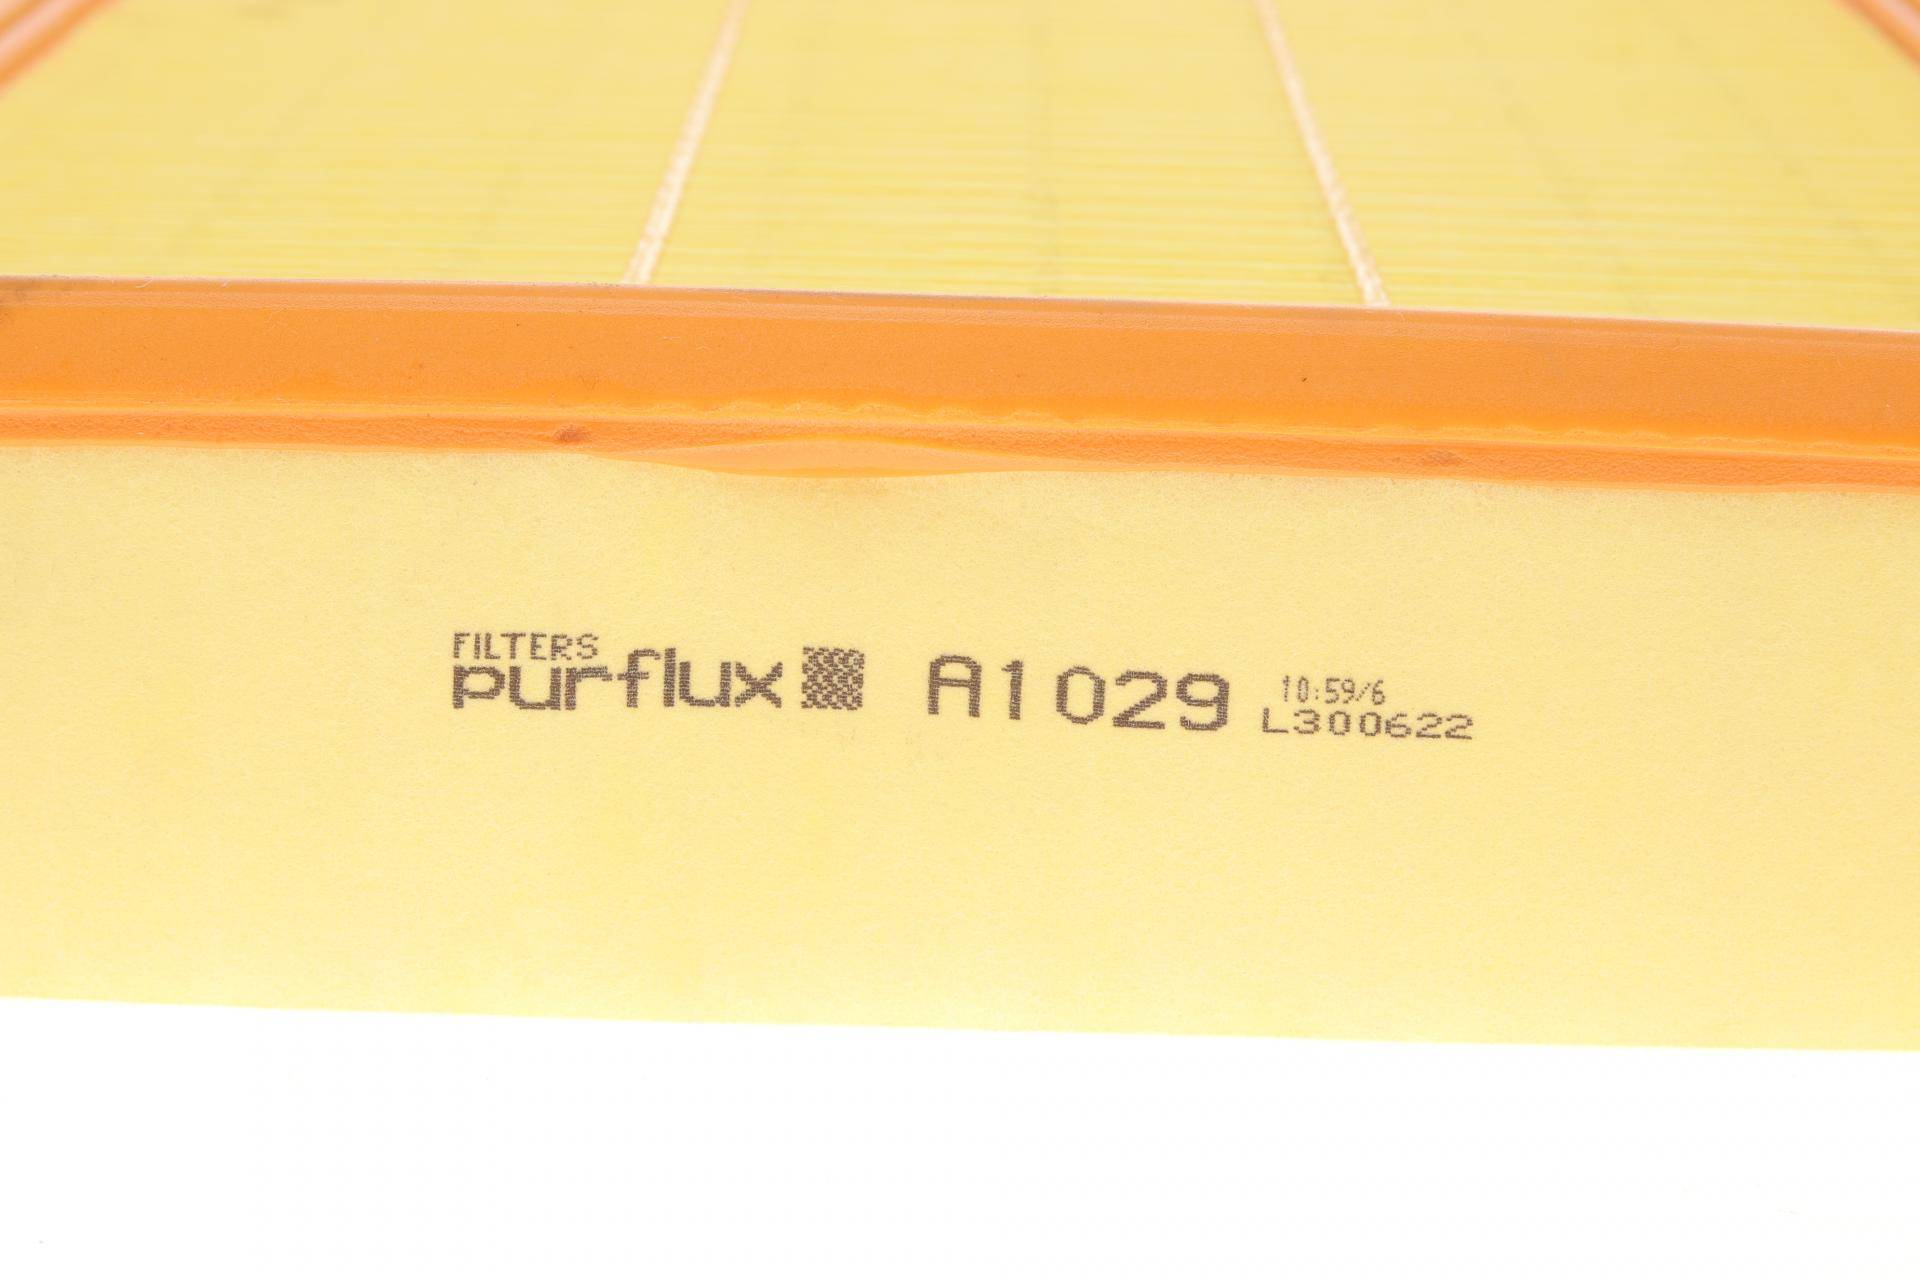 FILTERS
purflux A1029
10:59/6
L300622